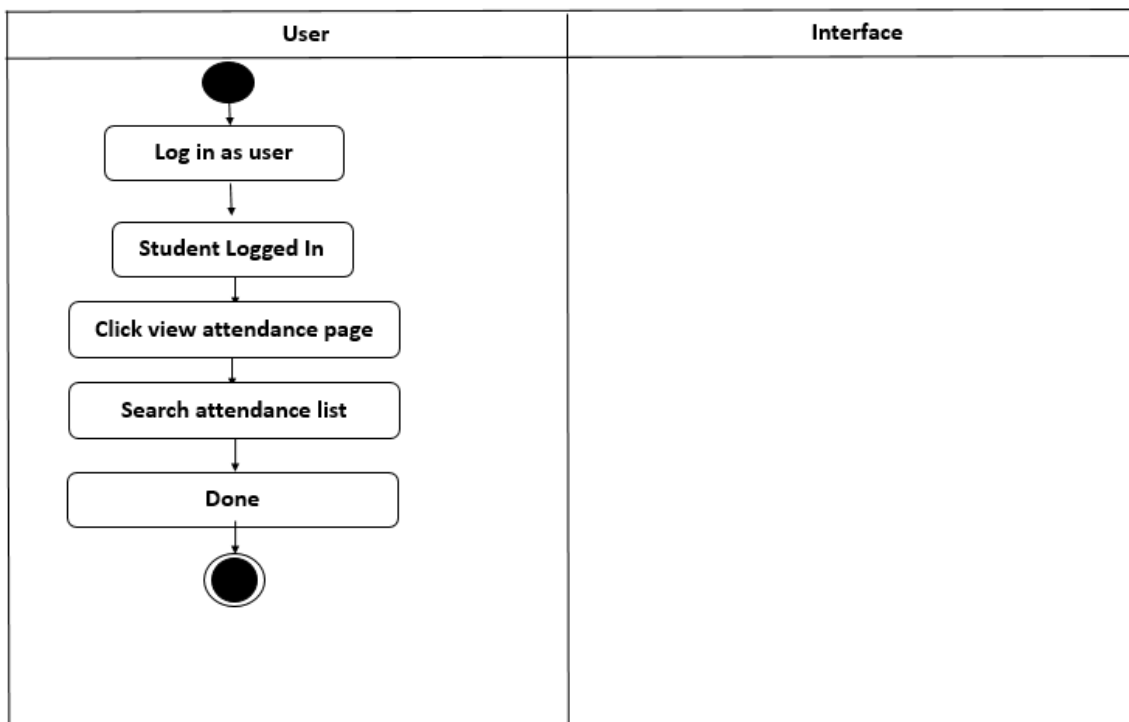 User
Interface
Log in as user
Student Logged In
Click view attendance page
Search attendance list
Done